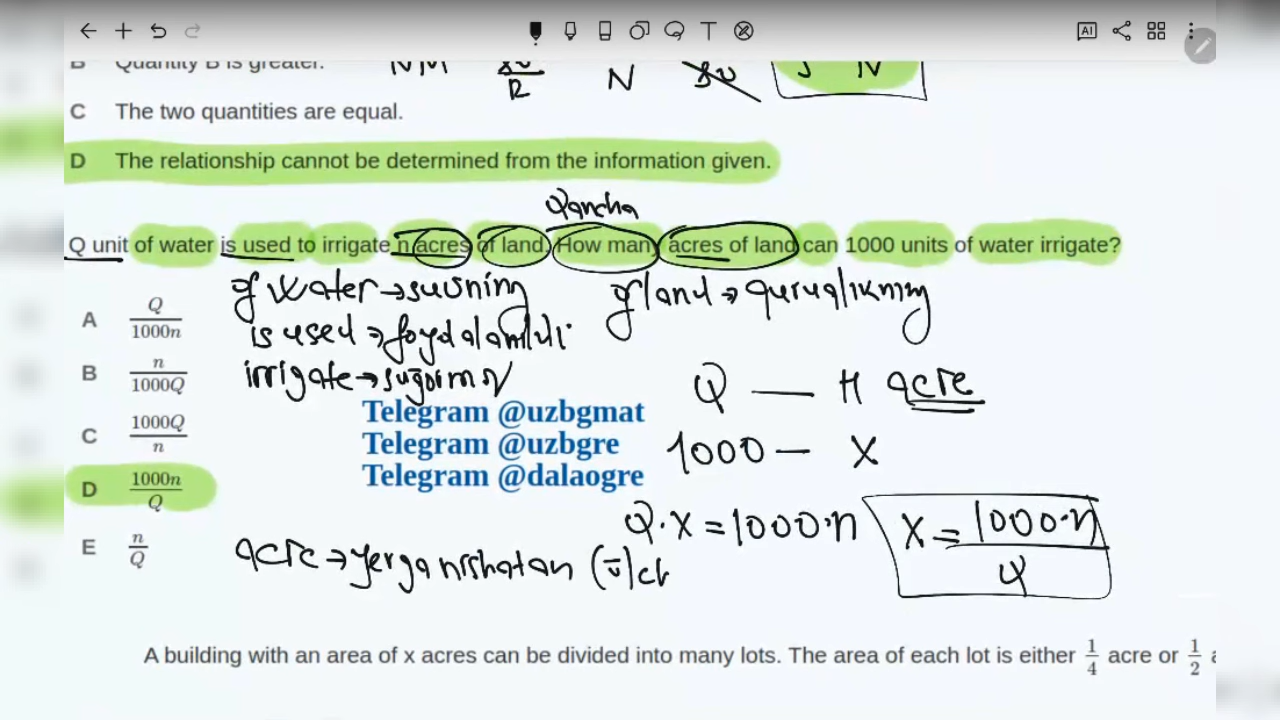 B Quantity B is greater.
N
C The two quantities are equal.
D The relationship cannot be determined from the information given.
Qancha
Q unit of water is used to irrigate n acres of land. How many acres of land can 1000 units of water irrigate?
of water → suvning
of land → quruqlikning
A Q/1000n
is used →
irrigate →
B n/1000Q
Q — n acre
Telegram @uzbgmat
C 1000Q/n
Telegram @uzbgre
1000 — X
Telegram @dalaogre
D 1000n/Q
Q·X = 1000·n
X = 1000·n/Q
E n/Q
acre →
A building with an area of x acres can be divided into many lots. The area of each lot is either 1/4 acre or 1/2